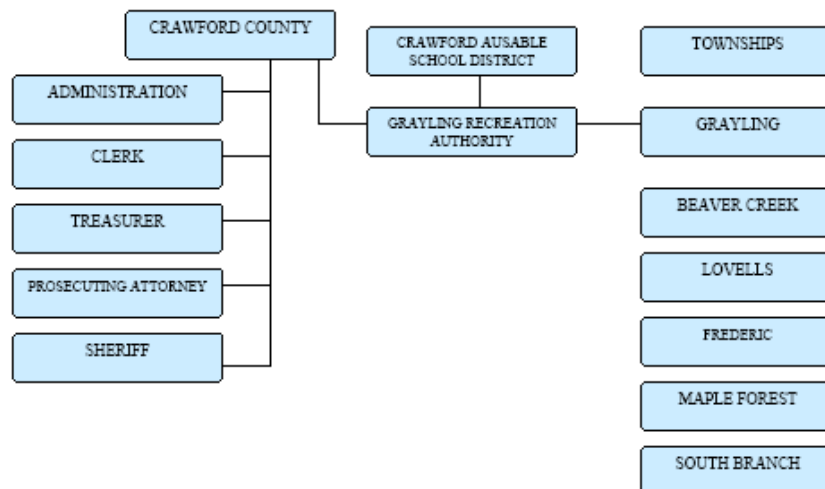 CRAWFORD COUNTY
ADMINISTRATION
CLERK
TREASURER
PROSECUTING ATTORNEY
SHERIFF
CRAWFORD AUSABLE
SCHOOL DISTRICT
GRAYLING RECREATION
AUTHORITY
TOWNSHIPS
GRAYLING
BEAVER CREEK
LOVELLS
FREDERIC
MAPLE FOREST
SOUTH BRANCH